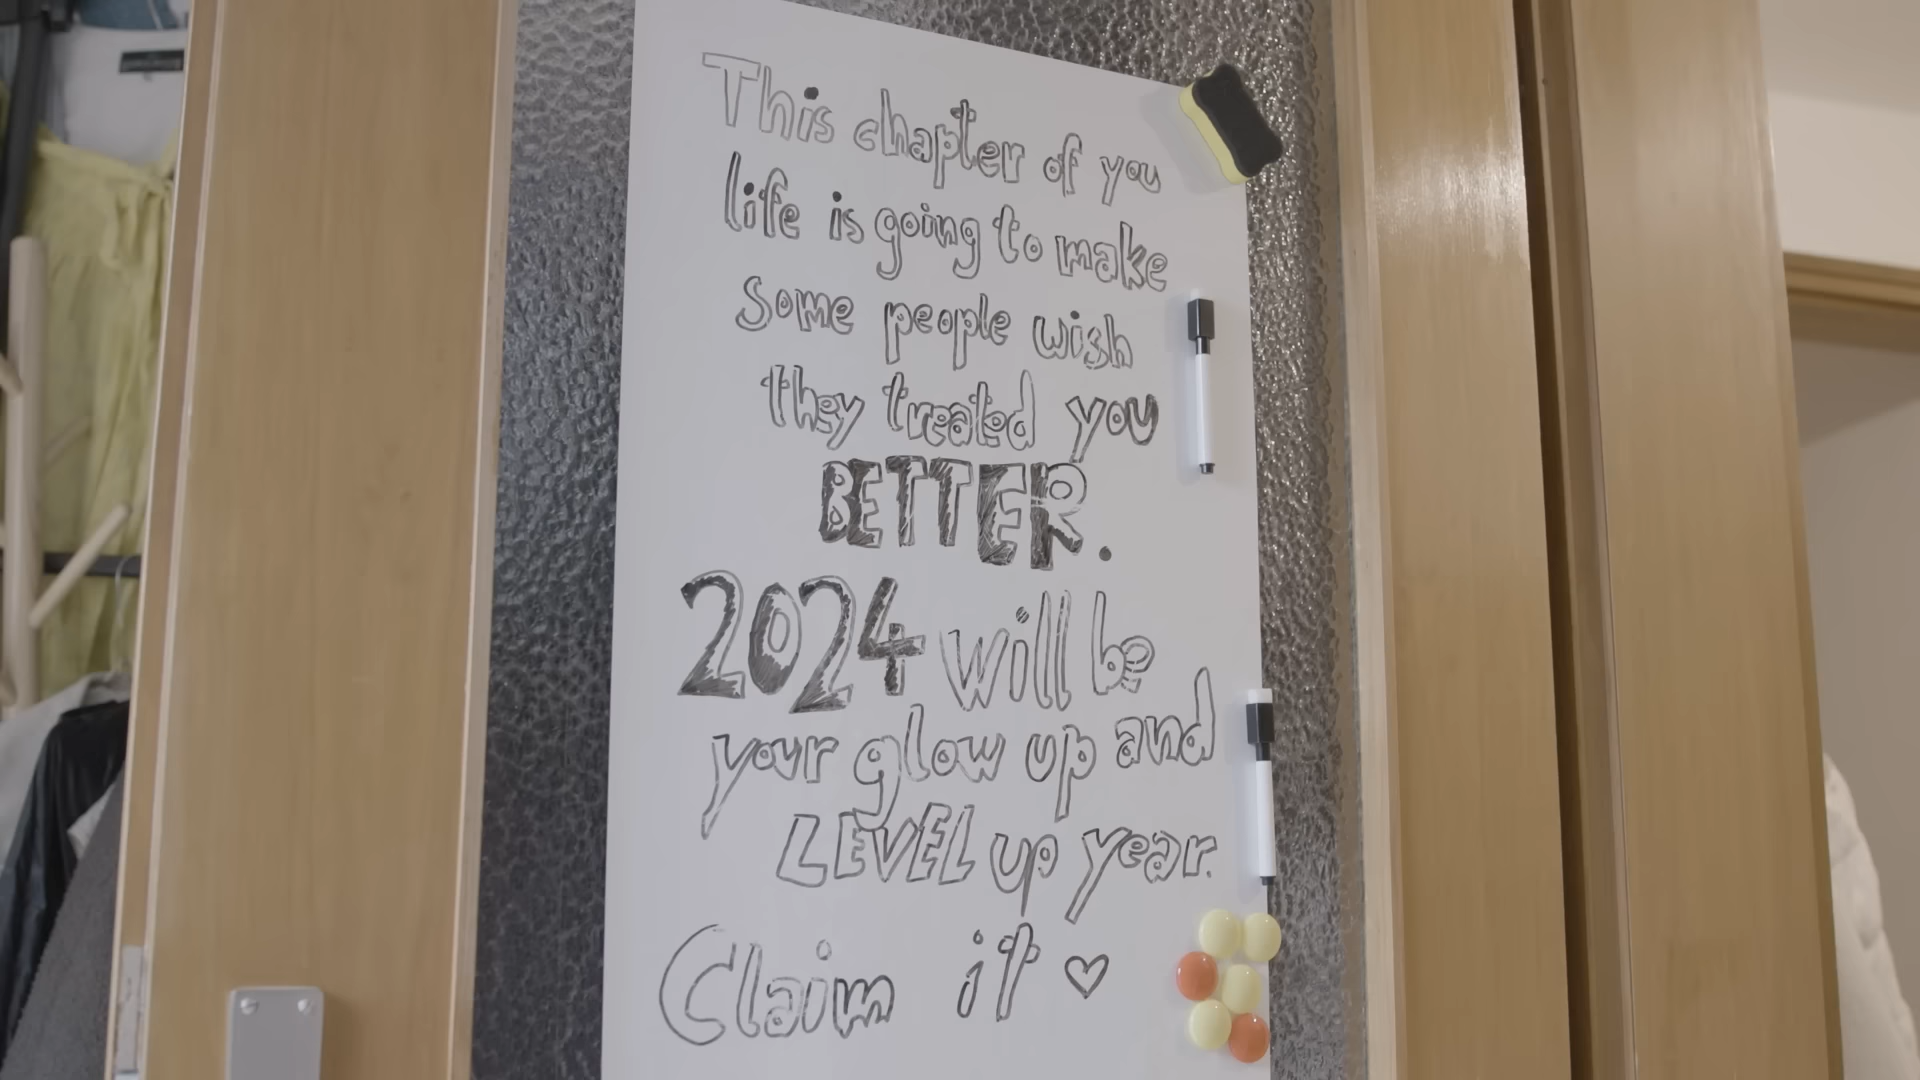 This chapter of you
life is going to make
some people wish
they treated you
BETTER.
2024 will be
your glow up and
LEVEL up year.
Claim it ♡